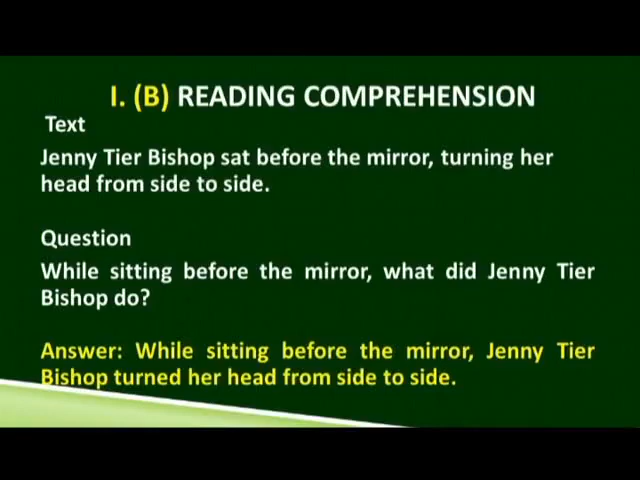 I. (B) READING COMPREHENSION
Text
Jenny Tier Bishop sat before the mirror, turning her
head from side to side.
Question
While sitting before the mirror, what did Jenny Tier
Bishop do?
Answer: While sitting before the mirror, Jenny Tier
Bishop turned her head from side to side.